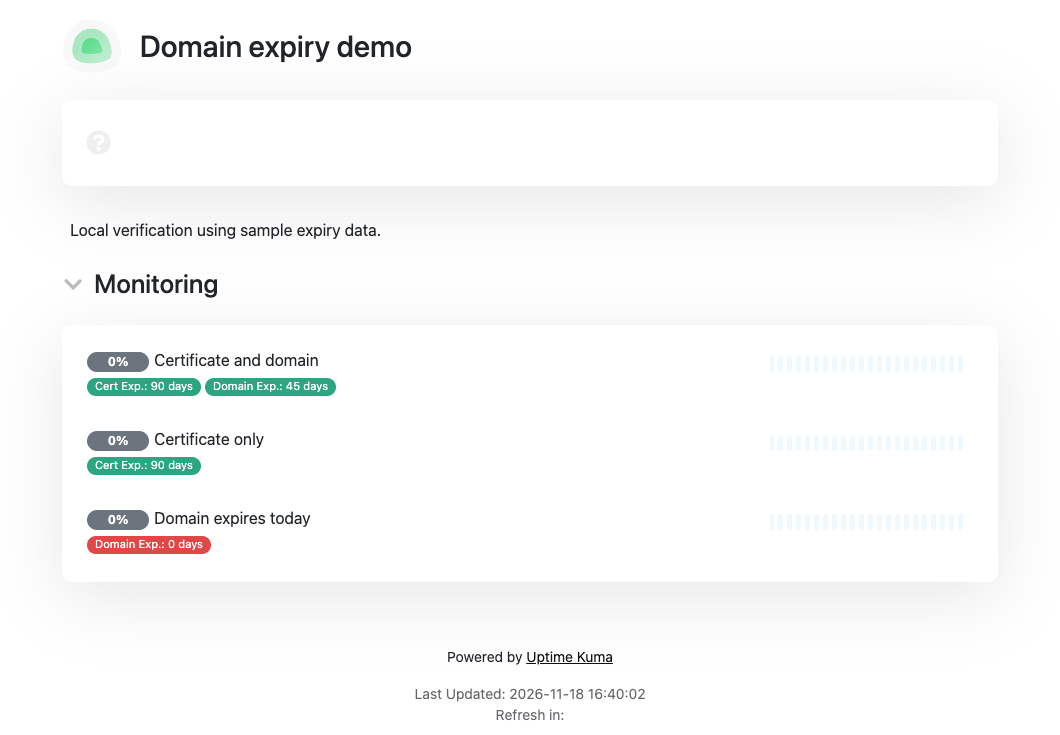 Domain expiry demo
?
Local verification using sample expiry data.
Monitoring
0% Certificate and domain
Cert Exp.: 90 days Domain Exp.: 45 days
0% Certificate only
Cert Exp.: 90 days
0% Domain expires today
Domain Exp.: 0 days
Powered by Uptime Kuma
Last Updated: 2026-11-18 16:40:02
Refresh in: